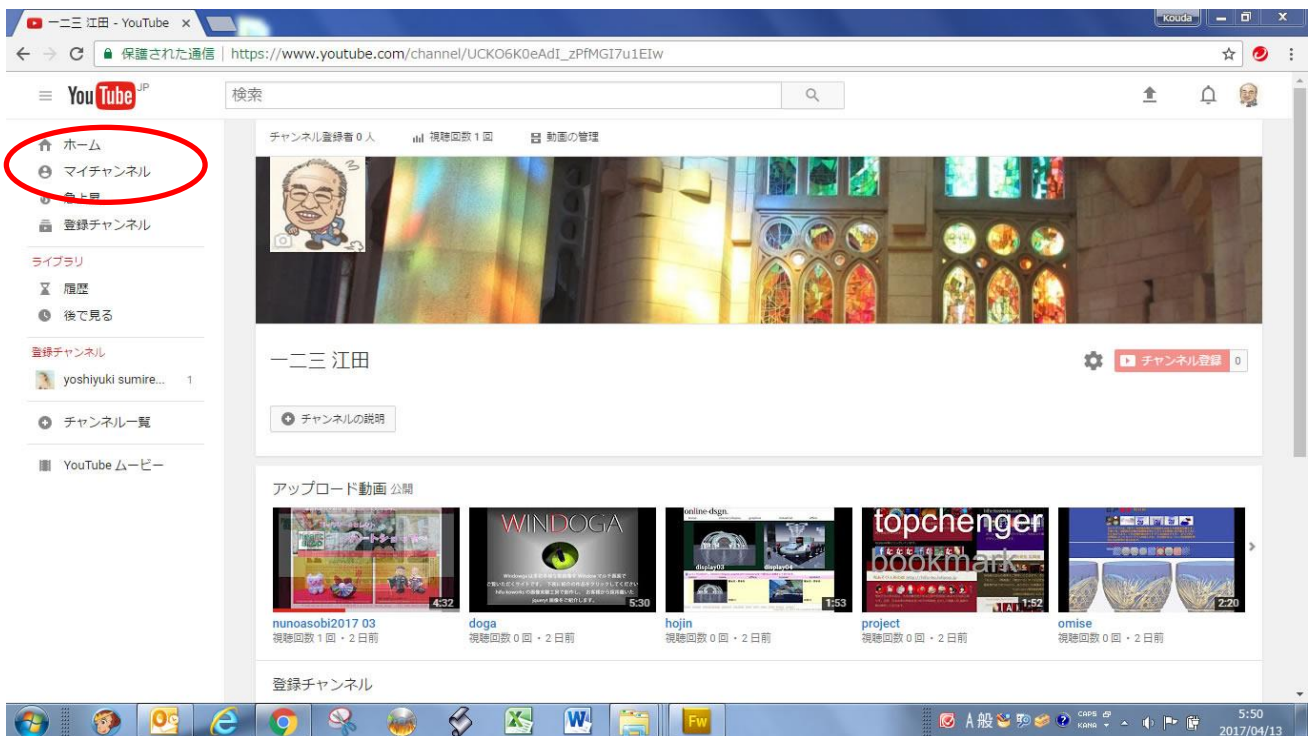 一二三 江田 - YouTube
Kouda
保護された通信 | https://www.youtube.com/channel/UCKO6K0eAdI_zPfMGI7u1EIw
YouTube JP
検索
ホーム
マイチャンネル
急上昇
登録チャンネル
ライブラリ
履歴
後で見る
登録チャンネル
yoshiyuki sumire... 1
チャンネル一覧
YouTube ムービー
チャンネル登録者 0 人 視聴回数 1 回 動画の管理
一二三 江田
チャンネル登録 0
チャンネルの説明
アップロード動画 公開
4:32
WINDOGA
5:30
online-dsgn.
display03 display04
1:53
topchenger
bookmark
1:52
2:20
nunoasobi2017 03
視聴回数 1 回・2 日前
doga
視聴回数 0 回・2 日前
hojin
視聴回数 0 回・2 日前
project
視聴回数 0 回・2 日前
omise
視聴回数 0 回・2 日前
登録チャンネル
Fw
A 般
CAPS
KANA
5:50
2017/04/13